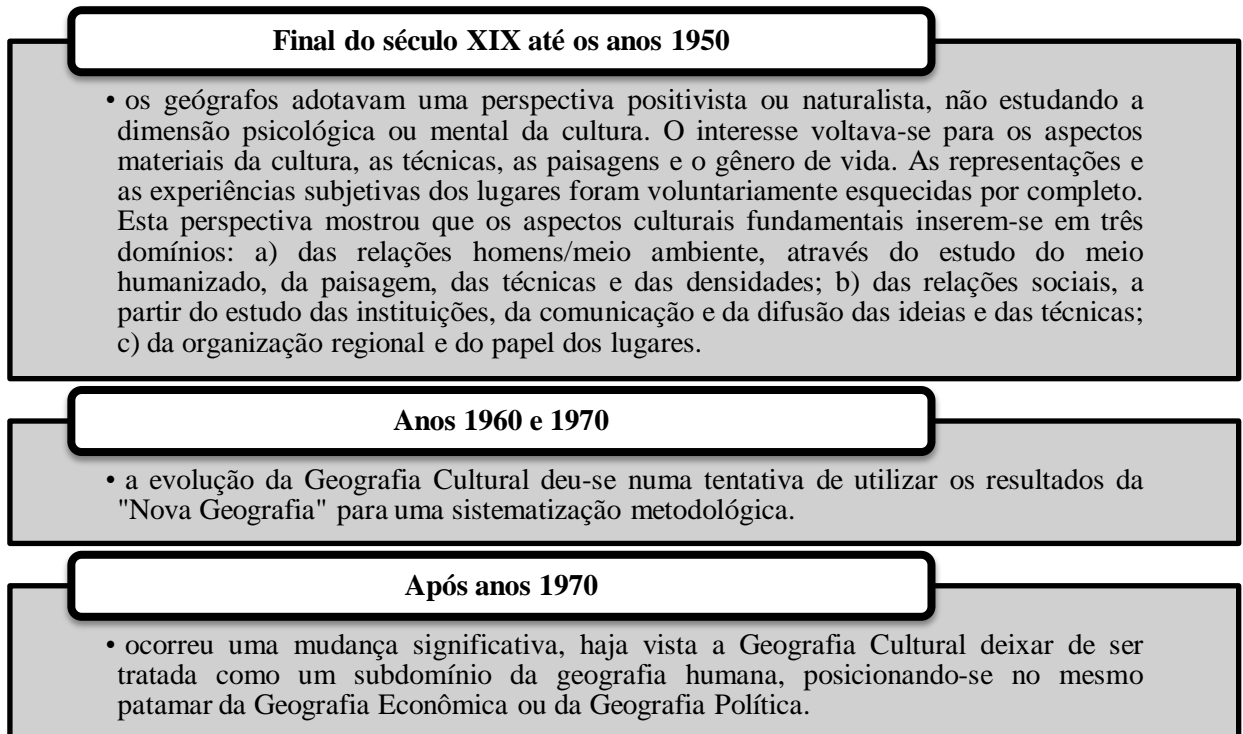 Final do século XIX até os anos 1950
• os geógrafos adotavam uma perspectiva positivista ou naturalista, não estudando a
dimensão psicológica ou mental da cultura. O interesse voltava-se para os aspectos
materiais da cultura, as técnicas, as paisagens e o gênero de vida. As representações e
as experiências subjetivas dos lugares foram voluntariamente esquecidas por completo.
Esta perspectiva mostrou que os aspectos culturais fundamentais inserem-se em três
domínios: a) das relações homens/meio ambiente, através do estudo do meio
humanizado, da paisagem, das técnicas e das densidades; b) das relações sociais, a
partir do estudo das instituições, da comunicação e da difusão das ideias e das técnicas;
c) da organização regional e do papel dos lugares.
Anos 1960 e 1970
• a evolução da Geografia Cultural deu-se numa tentativa de utilizar os resultados da
"Nova Geografia" para uma sistematização metodológica.
Após anos 1970
• ocorreu uma mudança significativa, haja vista a Geografia Cultural deixar de ser
tratada como um subdomínio da geografia humana, posicionando-se no mesmo
patamar da Geografia Econômica ou da Geografia Política.